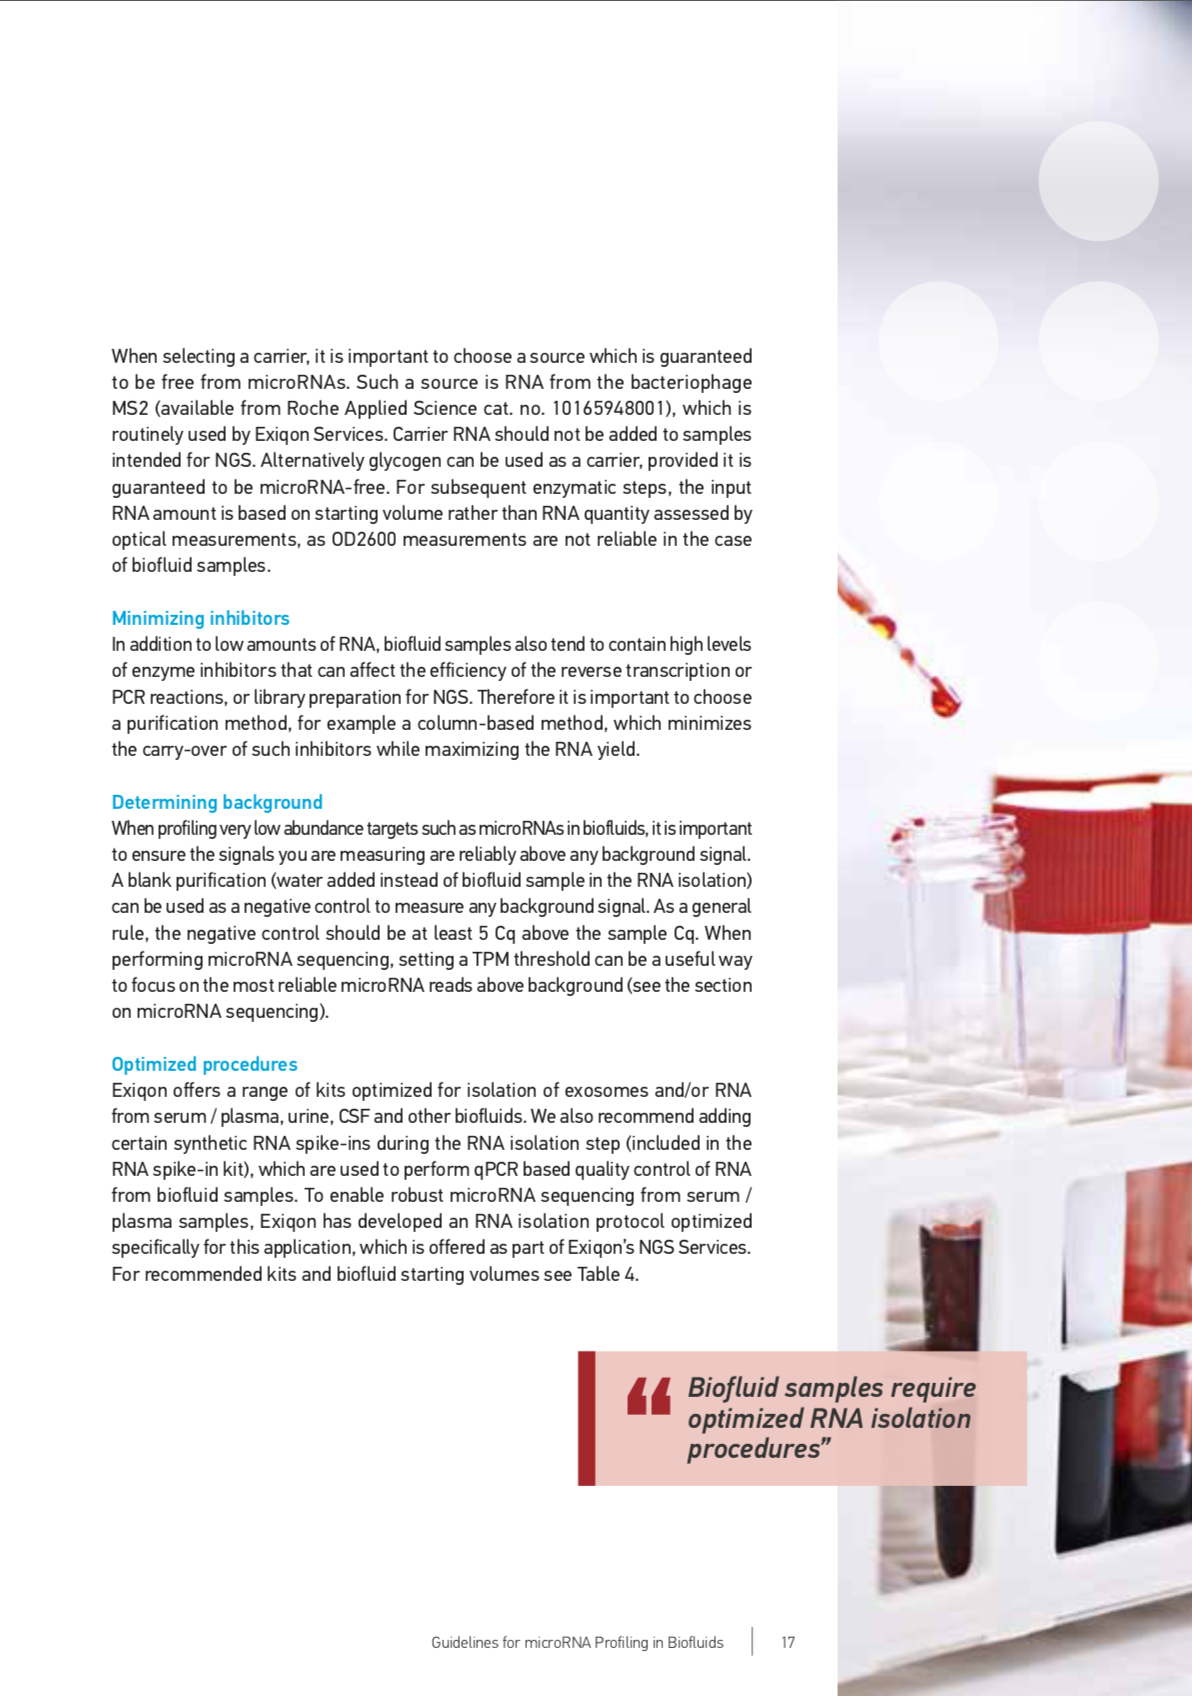 When selecting a carrier, it is important to choose a source which is guaranteed
to be free from microRNAs. Such a source is RNA from the bacteriophage
MS2 (available from Roche Applied Science cat. no. 10165948001), which is
routinely used by Exiqon Services. Carrier RNA should not be added to samples
intended for NGS. Alternatively glycogen can be used as a carrier, provided it is
guaranteed to be microRNA-free. For subsequent enzymatic steps, the input
RNA amount is based on starting volume rather than RNA quantity assessed by
optical measurements, as OD2600 measurements are not reliable in the case
of biofluid samples.
Minimizing inhibitors
In addition to low amounts of RNA, biofluid samples also tend to contain high levels
of enzyme inhibitors that can affect the efficiency of the reverse transcription or
PCR reactions, or library preparation for NGS. Therefore it is important to choose
a purification method, for example a column-based method, which minimizes
the carry-over of such inhibitors while maximizing the RNA yield.
Determining background
When profiling very low abundance targets such as microRNAs in biofluids, it is important
to ensure the signals you are measuring are reliably above any background signal.
A blank purification (water added instead of biofluid sample in the RNA isolation)
can be used as a negative control to measure any background signal. As a general
rule, the negative control should be at least 5 Cq above the sample Cq. When
performing microRNA sequencing, setting a TPM threshold can be a useful way
to focus on the most reliable microRNA reads above background (see the section
on microRNA sequencing).
Optimized procedures
Exiqon offers a range of kits optimized for isolation of exosomes and/or RNA
from serum / plasma, urine, CSF and other biofluids. We also recommend adding
certain synthetic RNA spike-ins during the RNA isolation step (included in the
RNA spike-in kit), which are used to perform qPCR based quality control of RNA
from biofluid samples. To enable robust microRNA sequencing from serum /
plasma samples, Exiqon has developed an RNA isolation protocol optimized
specifically for this application, which is offered as part of Exiqon’s NGS Services.
For recommended kits and biofluid starting volumes see Table 4.
“ Biofluid samples require
optimized RNA isolation
procedures”
Guidelines for microRNA Profiling in Biofluids | 17